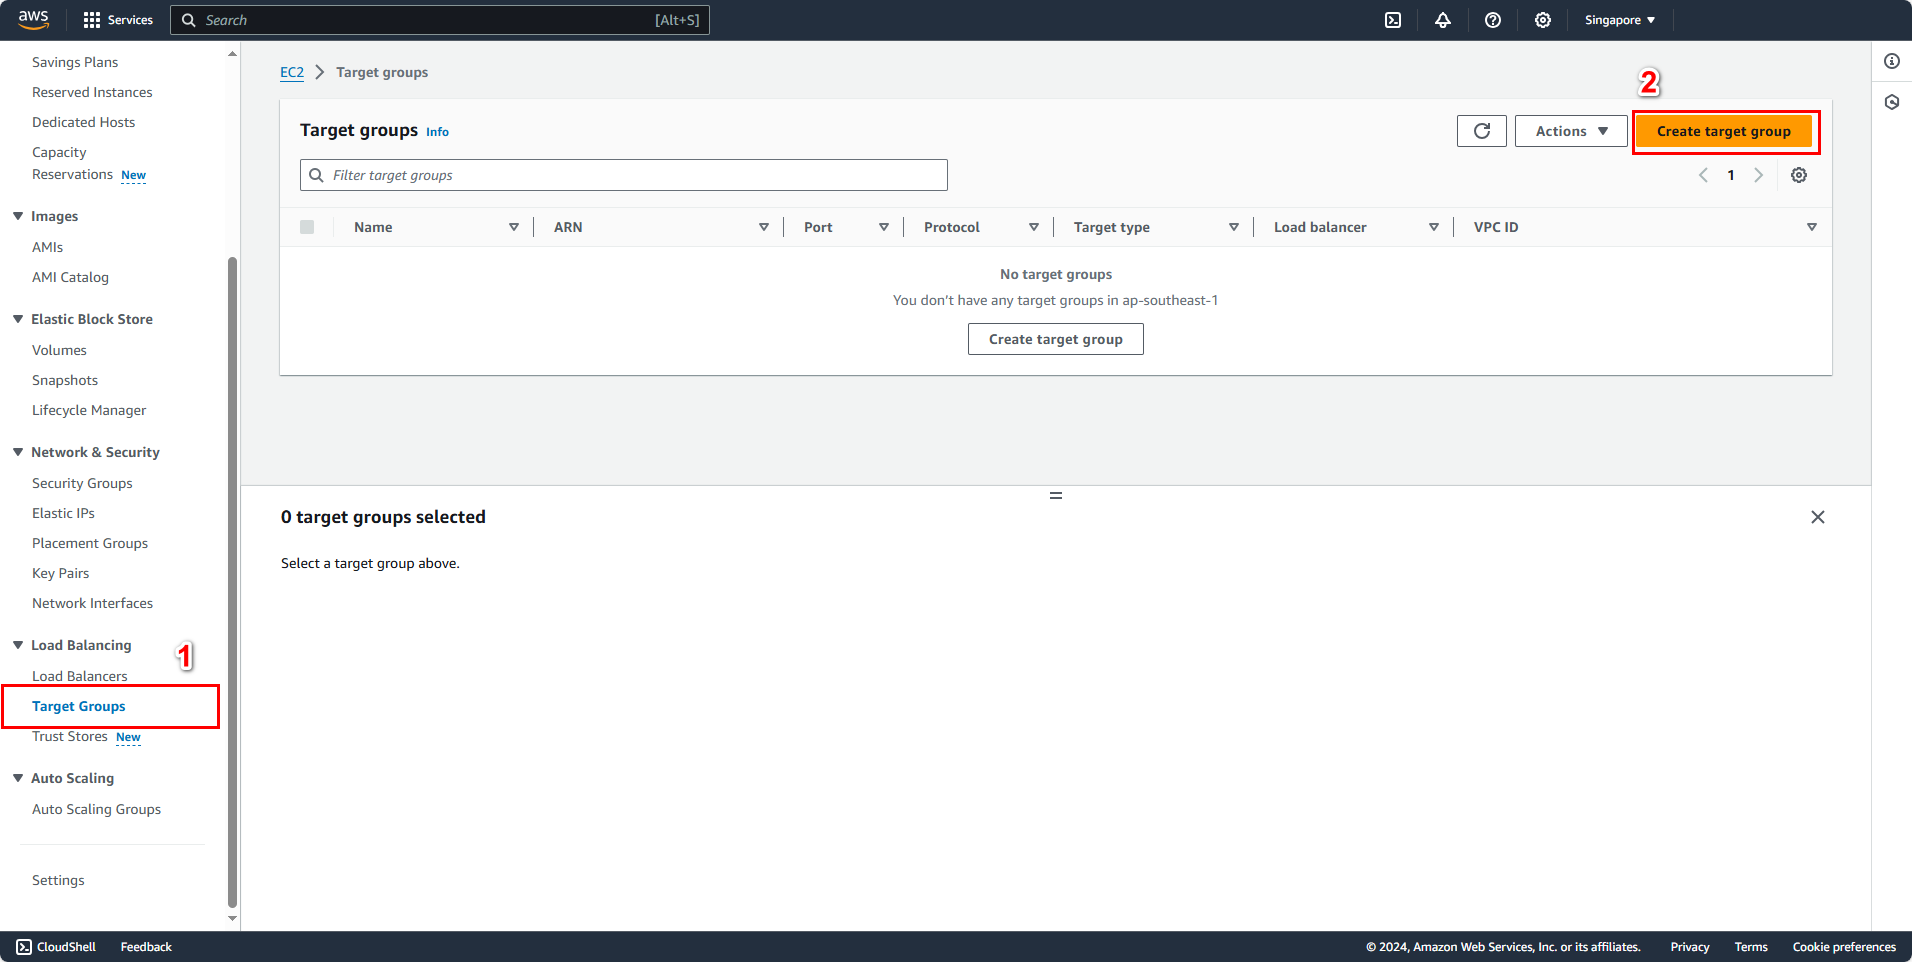 aws
Services
Search
[Alt+S]
Singapore
Savings Plans
Reserved Instances
Dedicated Hosts
Capacity
Reservations New
Images
AMIs
AMI Catalog
Elastic Block Store
Volumes
Snapshots
Lifecycle Manager
Network & Security
Security Groups
Elastic IPs
Placement Groups
Key Pairs
Network Interfaces
Load Balancing
1
Load Balancers
Target Groups
Trust Stores New
Auto Scaling
Auto Scaling Groups
Settings
EC2 Target groups
2
Target groups Info
Actions
Create target group
Filter target groups
1
Name ARN Port Protocol Target type Load balancer VPC ID
No target groups
You don’t have any target groups in ap-southeast-1
Create target group
0 target groups selected
Select a target group above.
CloudShell Feedback
© 2024, Amazon Web Services, Inc. or its affiliates. Privacy Terms Cookie preferences